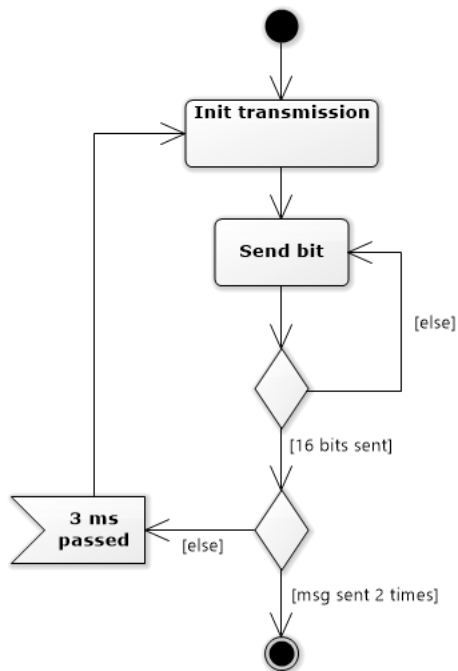 Init transmission
Send bit
[else]
[16 bits sent]
3 ms
passed
[else]
[msg sent 2 times]